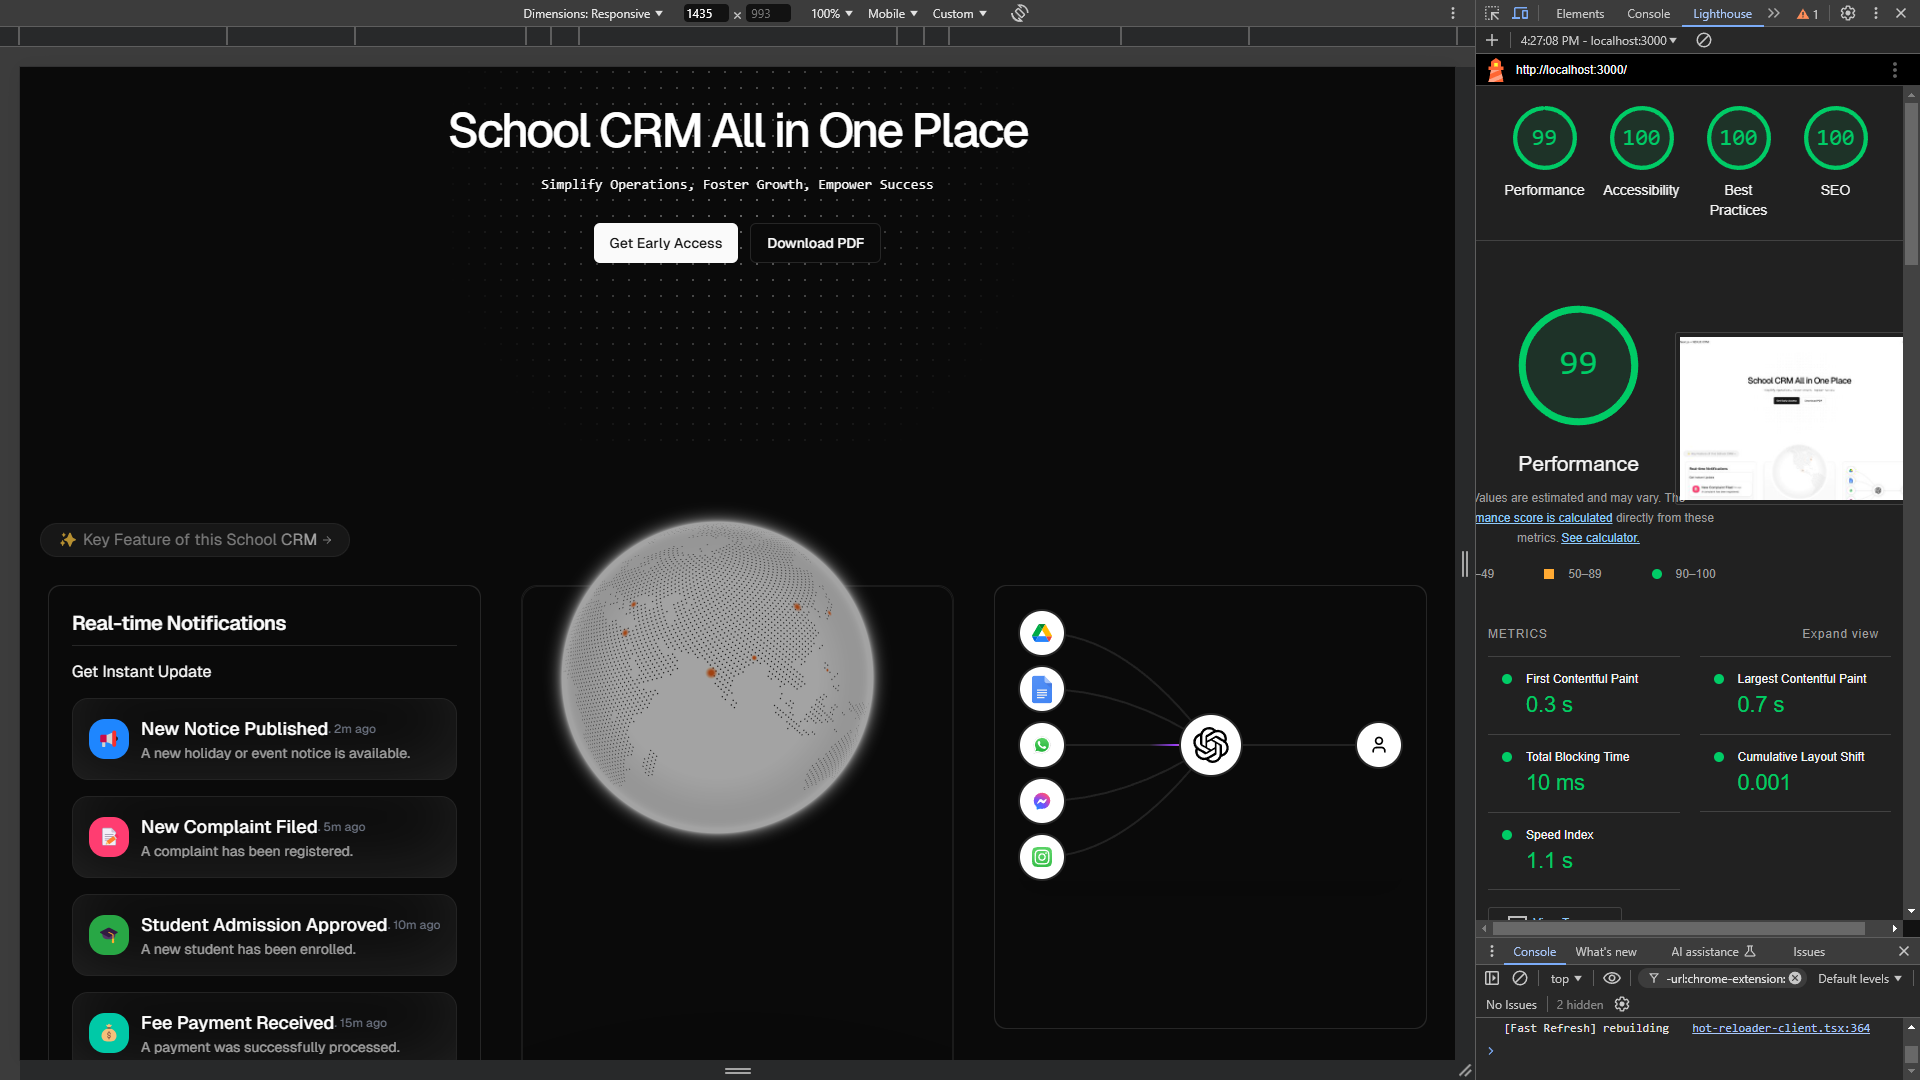 Dimensions: Responsive 1435 × 993 100% Mobile Custom
Elements Console Lighthouse 1
4:27:08 PM - localhost:3000
http://localhost:3000/
School CRM All in One Place
Simplify Operations, Foster Growth, Empower Success
Get Early Access Download PDF
Key Feature of this School CRM →
Real-time Notifications
Get Instant Update
New Notice Published · 2m ago
A new holiday or event notice is available.
New Complaint Filed · 5m ago
A complaint has been registered.
Student Admission Approved · 10m ago
A new student has been enrolled.
Fee Payment Received · 15m ago
A payment was successfully processed.
99 100 100 100
Performance Accessibility Best Practices SEO
99
School CRM All in One Place
Real-time Notifications
Performance
Values are estimated and may vary. The
mance score is calculated directly from these
metrics. See calculator.
–49 50–89 90–100
METRICS Expand view
First Contentful Paint
0.3 s
Largest Contentful Paint
0.7 s
Total Blocking Time
10 ms
Cumulative Layout Shift
0.001
Speed Index
1.1 s
Console What's new AI assistance Issues
top -url:chrome-extension: Default levels
No Issues 2 hidden
[Fast Refresh] rebuilding hot-reloader-client.tsx:364